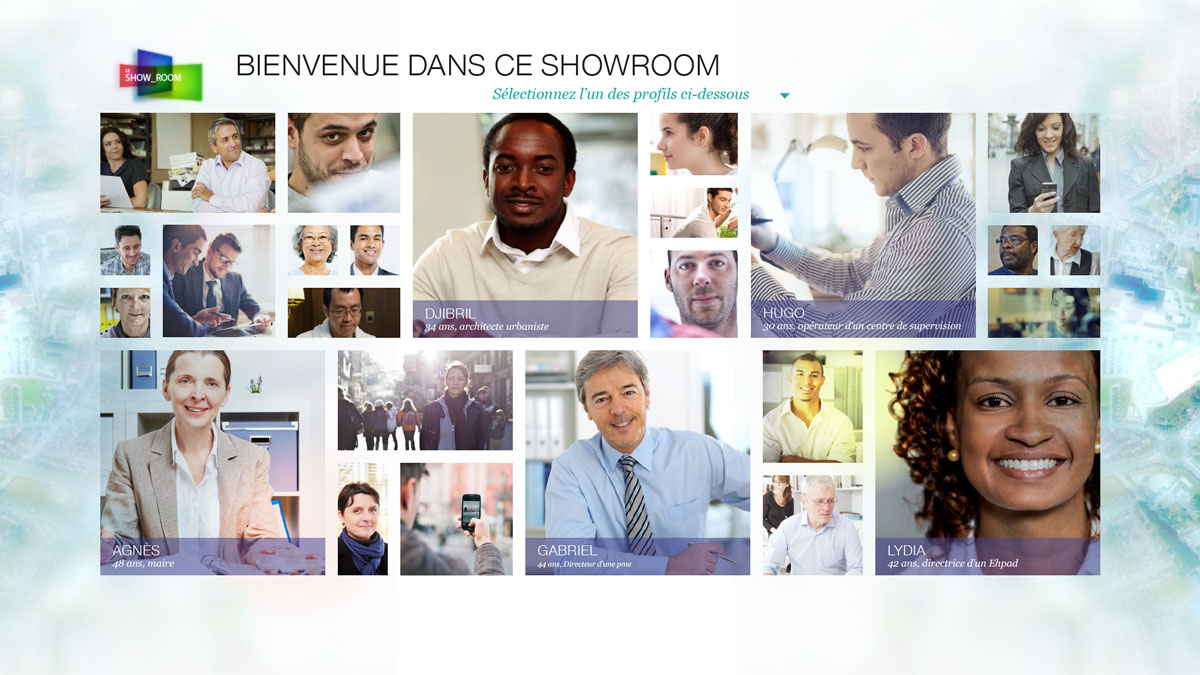 LE
SHOW_ROOM
BIENVENUE DANS CE SHOWROOM
Sélectionnez l'un des profils ci-dessous
DJIBRIL
34 ans, architecte urbaniste
HUGO
30 ans, opérateur d'un centre de supervision
AGNÈS
48 ans, maire
GABRIEL
44 ans, Directeur d'une pme
LYDIA
42 ans, directrice d'un Ehpad